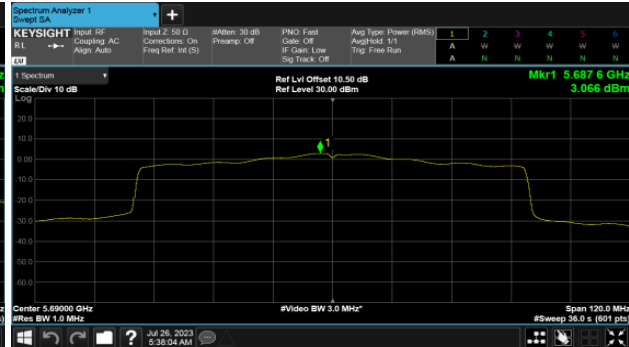 Spectrum Analyzer 1
Swept SA
+
KEYSIGHT
RL
LXI
Input: RF
Coupling: AC
Align: Auto
Input Z: 50 Ω
Corrections: On
Freq Ref: Int (S)
#Atten: 30 dB
Preamp: Off
PNO: Fast
Gate: Off
IF Gain: Low
Sig Track: Off
Avg Type: Power (RMS)
Avg|Hold: 1/1
Trig: Free Run
1 2 3 4 5 6
A W W W W W
A N N N N N
1 Spectrum
Scale/Div 10 dB
Log
Ref Lvl Offset 10.50 dB
Ref Level 30.00 dBm
Mkr1 5.687 6 GHz
3.066 dBm
20.0
10.0
0.00
-10.0
-20.0
-30.0
-40.0
-50.0
-60.0
1
Center 5.69000 GHz
#Res BW 1.0 MHz
#Video BW 3.0 MHz*
Span 120.0 MHz
#Sweep 36.0 s (601 pts)
?
Jul 26, 2023
5:38:04 AM